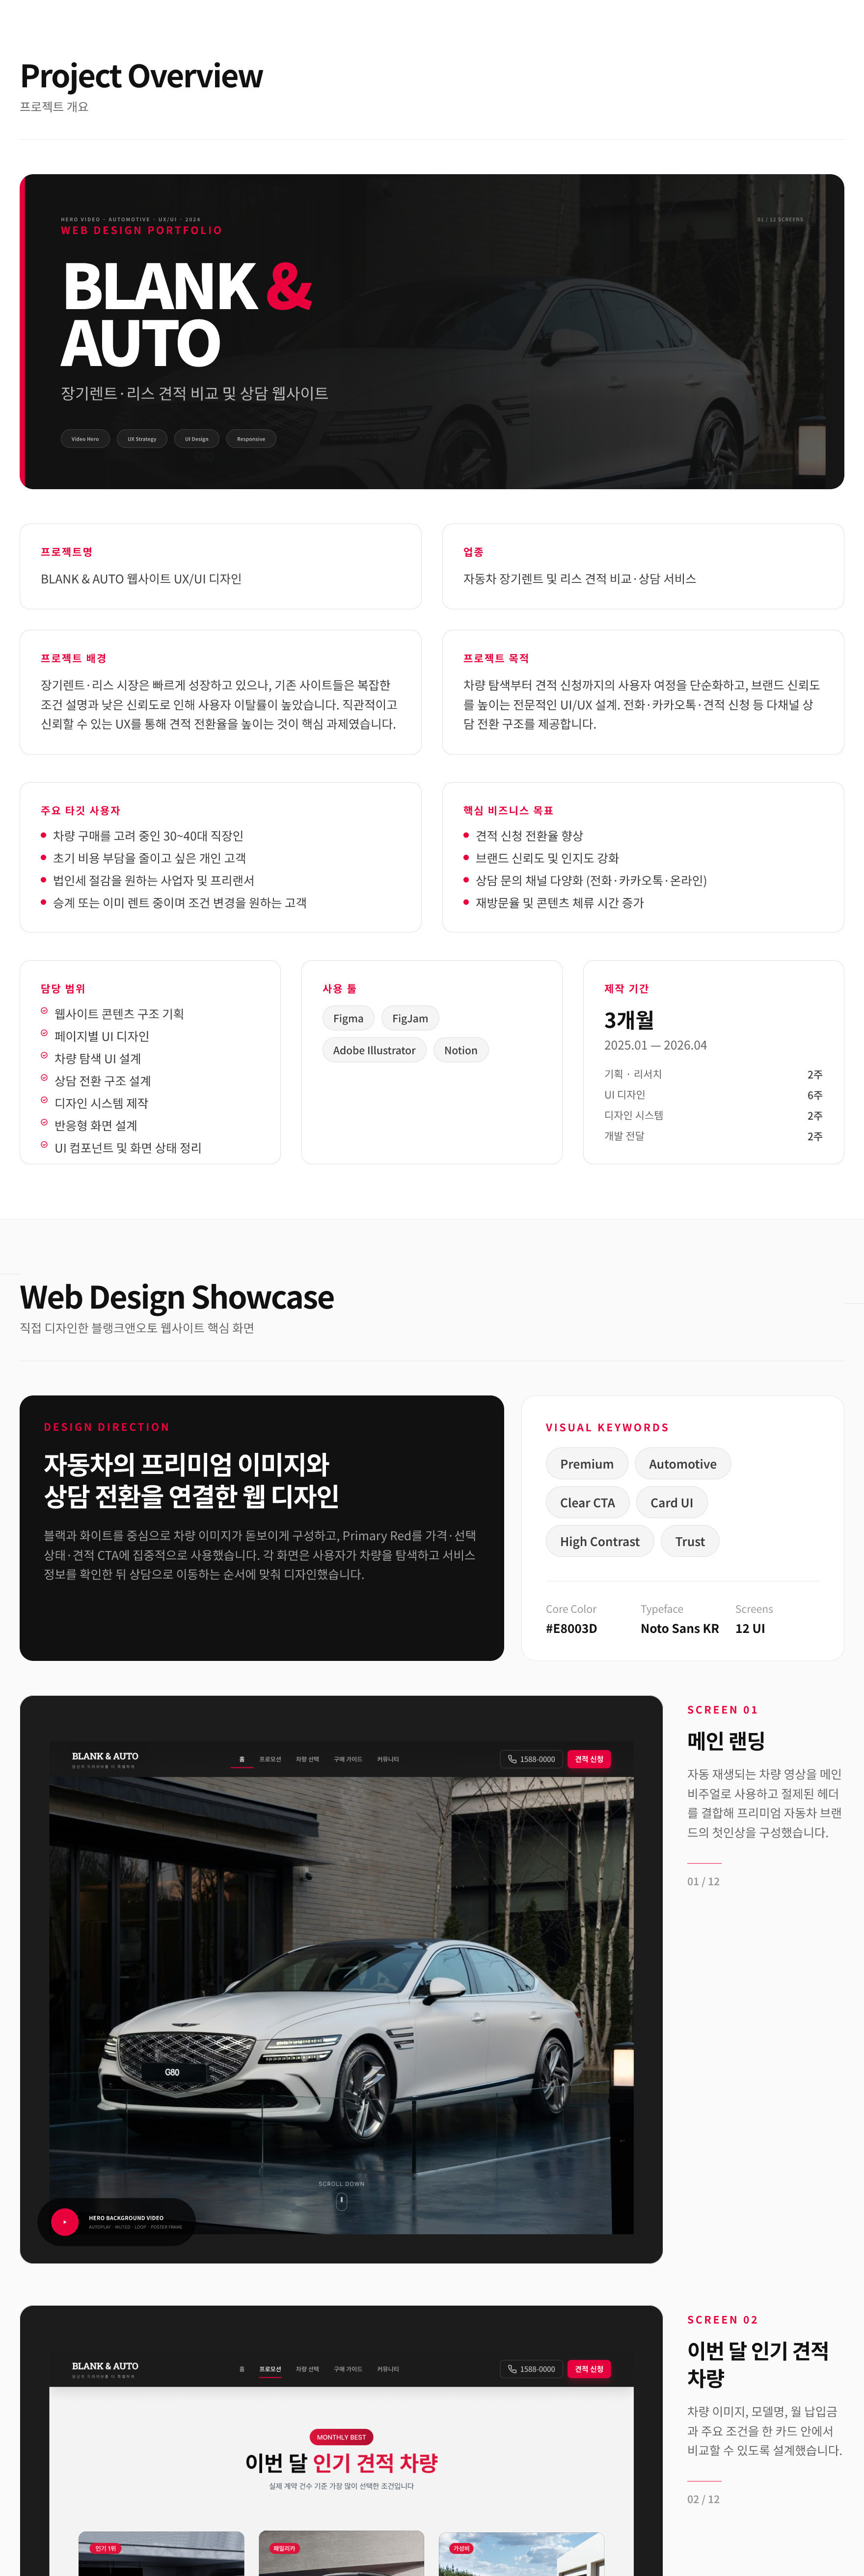 Project Overview
프로젝트 개요
HERO VIDEO · AUTOMOTIVE · UX/UI · 2024
WEB DESIGN PORTFOLIO
01 / 12 SCREENS
BLANK &
AUTO
장기렌트·리스 견적 비교 및 상담 웹사이트
Video Hero
UX Strategy
UI Design
Responsive
프로젝트명
BLANK & AUTO 웹사이트 UX/UI 디자인
업종
자동차 장기렌트 및 리스 견적 비교·상담 서비스
프로젝트 배경
장기렌트·리스 시장은 빠르게 성장하고 있으나, 기존 사이트들은 복잡한
조건 설명과 낮은 신뢰도로 인해 사용자 이탈률이 높았습니다. 직관적이고
신뢰할 수 있는 UX를 통해 견적 전환율을 높이는 것이 핵심 과제였습니다.
프로젝트 목적
차량 탐색부터 견적 신청까지의 사용자 여정을 단순화하고, 브랜드 신뢰도
를 높이는 전문적인 UI/UX 설계. 전화·카카오톡·견적 신청 등 다채널 상
담 전환 구조를 제공합니다.
주요 타깃 사용자
차량 구매를 고려 중인 30~40대 직장인
초기 비용 부담을 줄이고 싶은 개인 고객
법인세 절감을 원하는 사업자 및 프리랜서
승계 또는 이미 렌트 중이며 조건 변경을 원하는 고객
핵심 비즈니스 목표
견적 신청 전환율 향상
브랜드 신뢰도 및 인지도 강화
상담 문의 채널 다양화 (전화·카카오톡·온라인)
재방문율 및 콘텐츠 체류 시간 증가
담당 범위
웹사이트 콘텐츠 구조 기획
페이지별 UI 디자인
차량 탐색 UI 설계
상담 전환 구조 설계
디자인 시스템 제작
반응형 화면 설계
UI 컴포넌트 및 화면 상태 정리
사용 툴
Figma
FigJam
Adobe Illustrator
Notion
제작 기간
3개월
2025.01 — 2026.04
기획 · 리서치 2주
UI 디자인 6주
디자인 시스템 2주
개발 전달 2주
Web Design Showcase
직접 디자인한 블랭크앤오토 웹사이트 핵심 화면
DESIGN DIRECTION
자동차의 프리미엄 이미지와
상담 전환을 연결한 웹 디자인
블랙과 화이트를 중심으로 차량 이미지가 돋보이게 구성하고, Primary Red를 가격·선택
상태·견적 CTA에 집중적으로 사용했습니다. 각 화면은 사용자가 차량을 탐색하고 서비스
정보를 확인한 뒤 상담으로 이동하는 순서에 맞춰 디자인했습니다.
VISUAL KEYWORDS
Premium
Automotive
Clear CTA
Card UI
High Contrast
Trust
Core Color
#E8003D
Typeface
Noto Sans KR
Screens
12 UI
BLANK & AUTO
홈
프로모션
차량 선택
구매 가이드
커뮤니티
1588-0000
견적 신청
G80
SCROLL DOWN
HERO BACKGROUND VIDEO
AUTOPLAY · MUTED · LOOP · POSTER FRAME
SCREEN 01
메인 랜딩
자동 재생되는 차량 영상을 메인
비주얼로 사용하고 절제된 헤더
를 결합해 프리미엄 자동차 브랜
드의 첫인상을 구성했습니다.
01 / 12
BLANK & AUTO
홈
프로모션
차량 선택
구매 가이드
커뮤니티
1588-0000
견적 신청
MONTHLY BEST
이번 달 인기 견적 차량
실제 계약 건수 기준 가장 많이 선택한 조건입니다
인기 1위
패밀리카
가성비
SCREEN 02
이번 달 인기 견적
차량
차량 이미지, 모델명, 월 납입금
과 주요 조건을 한 카드 안에서
비교할 수 있도록 설계했습니다.
02 / 12